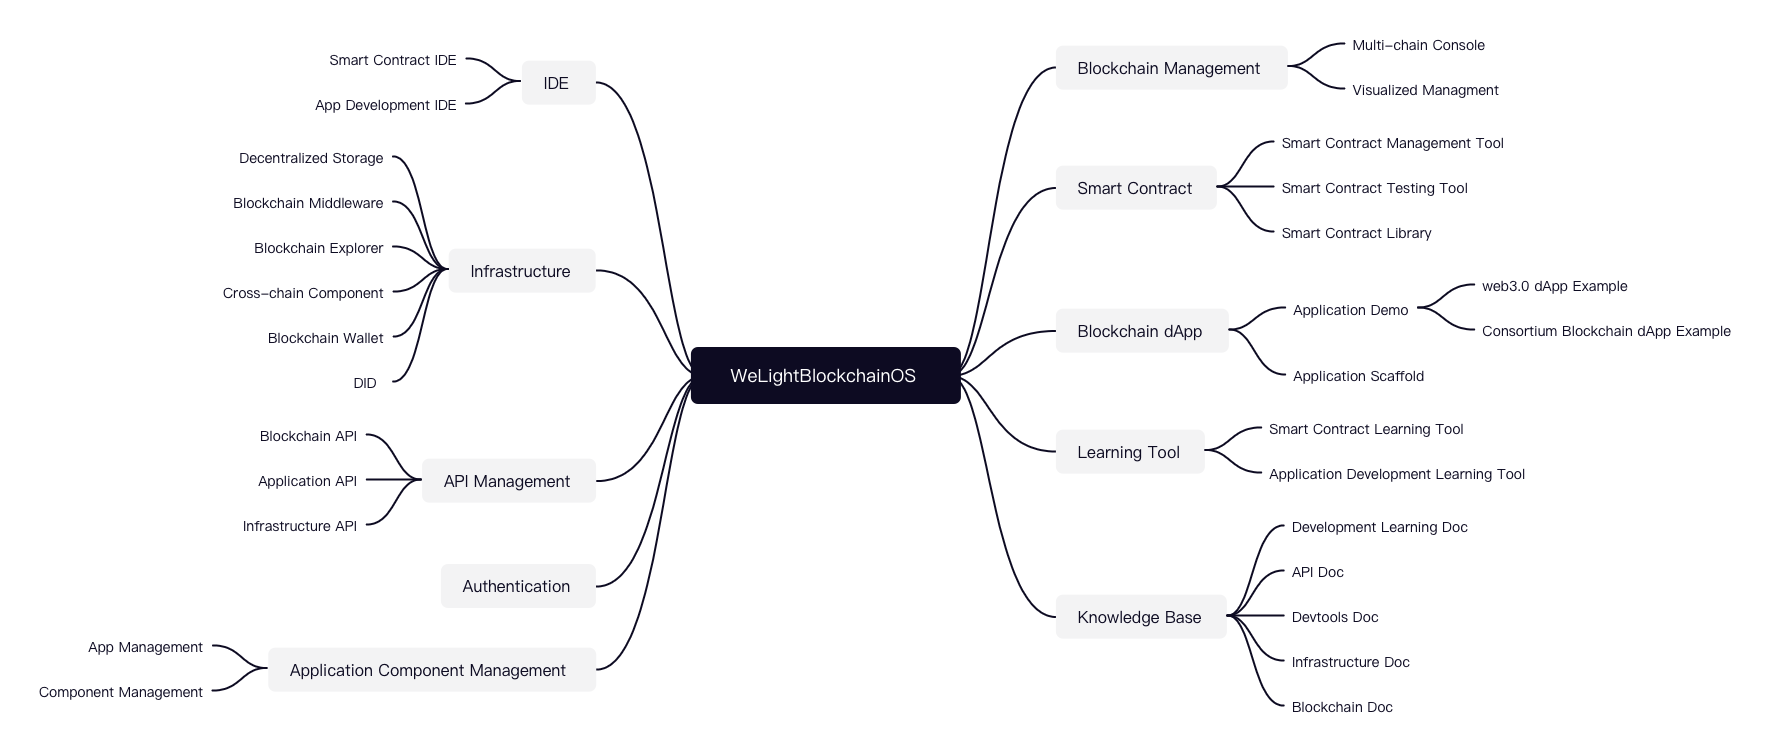 WeLightBlockchainOS
IDE
Smart Contract IDE
App Development IDE
Infrastructure
Decentralized Storage
Blockchain Middleware
Blockchain Explorer
Cross-chain Component
Blockchain Wallet
DID
API Management
Blockchain API
Application API
Infrastructure API
Authentication
Application Component Management
App Management
Component Management
Blockchain Management
Multi-chain Console
Visualized Managment
Smart Contract
Smart Contract Management Tool
Smart Contract Testing Tool
Smart Contract Library
Blockchain dApp
Application Demo
web3.0 dApp Example
Consortium Blockchain dApp Example
Application Scaffold
Learning Tool
Smart Contract Learning Tool
Application Development Learning Tool
Knowledge Base
Development Learning Doc
API Doc
Devtools Doc
Infrastructure Doc
Blockchain Doc